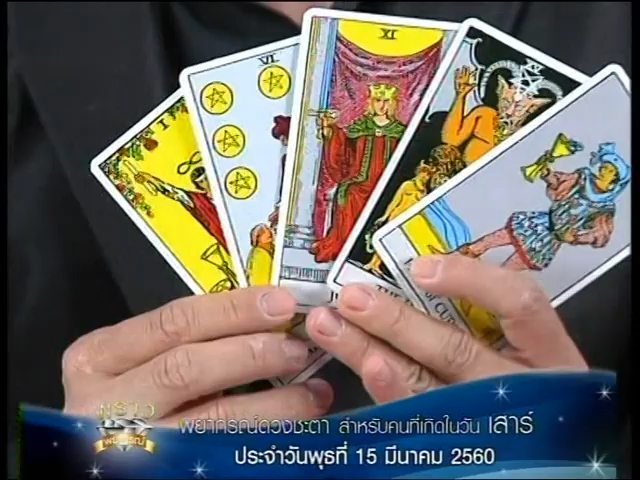 I
VI
XI
XV
พยากรณ์ดวงชะตา สำหรับคนที่เกิดในวัน เสาร์
ประจำวันพุธที่ 15 มีนาคม 2560